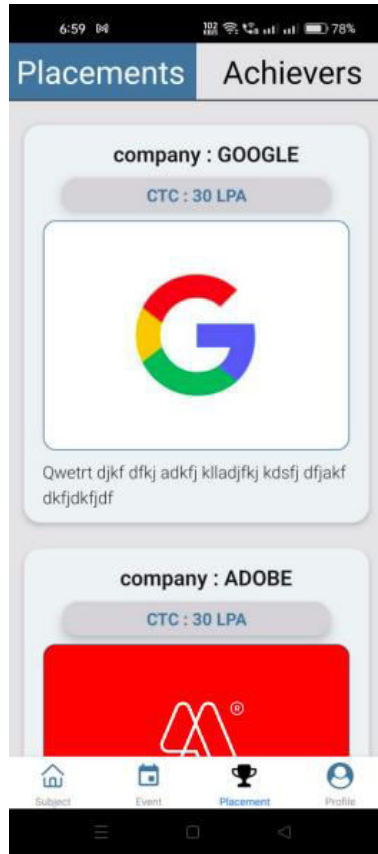 6:59
78%
Placements Achievers
company : GOOGLE
CTC : 30 LPA
Qwetrt djkf dfkj adkfj klladjfkj kdsfj dfjakf
dkfjdkfjdf
company : ADOBE
CTC : 30 LPA
®
Subject Event Placement Profile